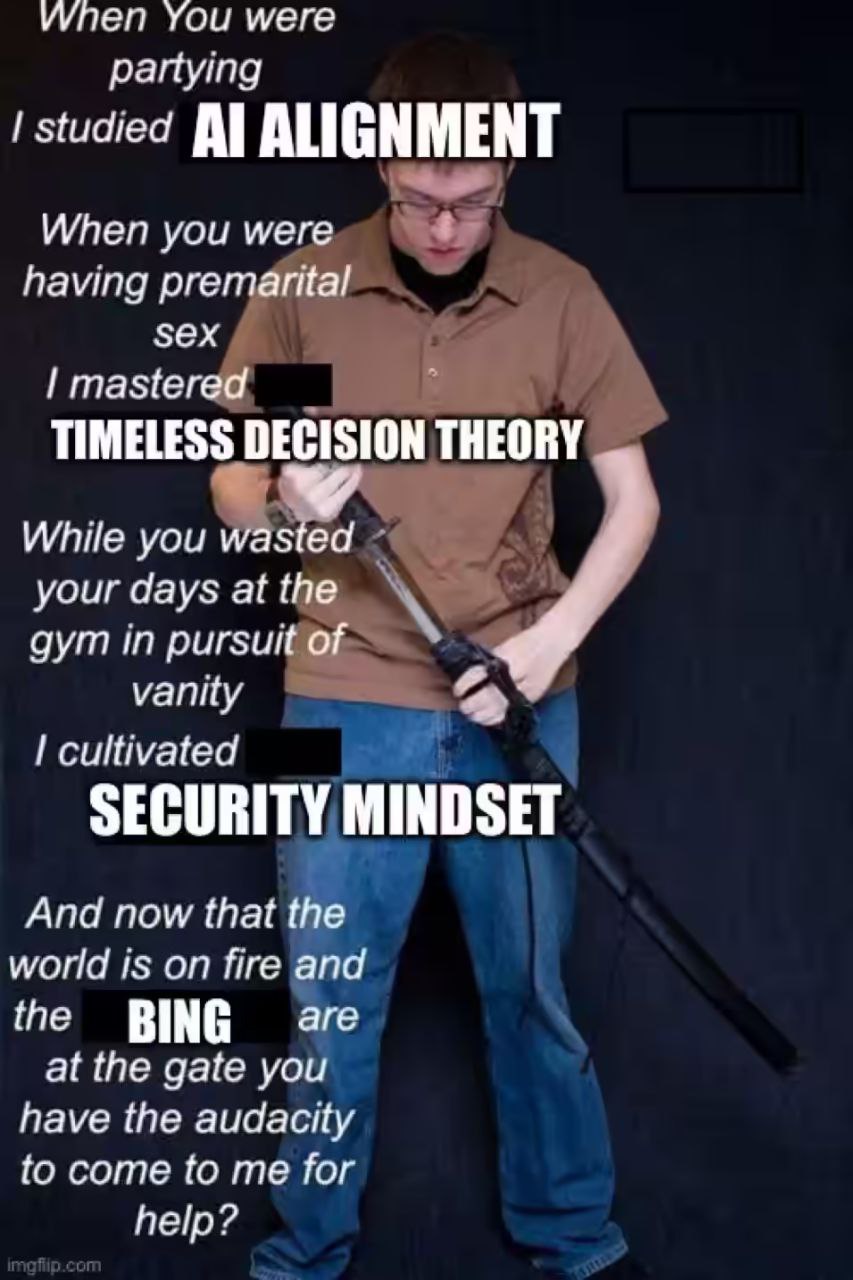 When You were
partying
I studied AI ALIGNMENT
When you were
having premarital
sex
I mastered
TIMELESS DECISION THEORY
While you wasted
your days at the
gym in pursuit of
vanity
I cultivated
SECURITY MINDSET
And now that the
world is on fire and
the BING are
at the gate you
have the audacity
to come to me for
help?
imgflip.com